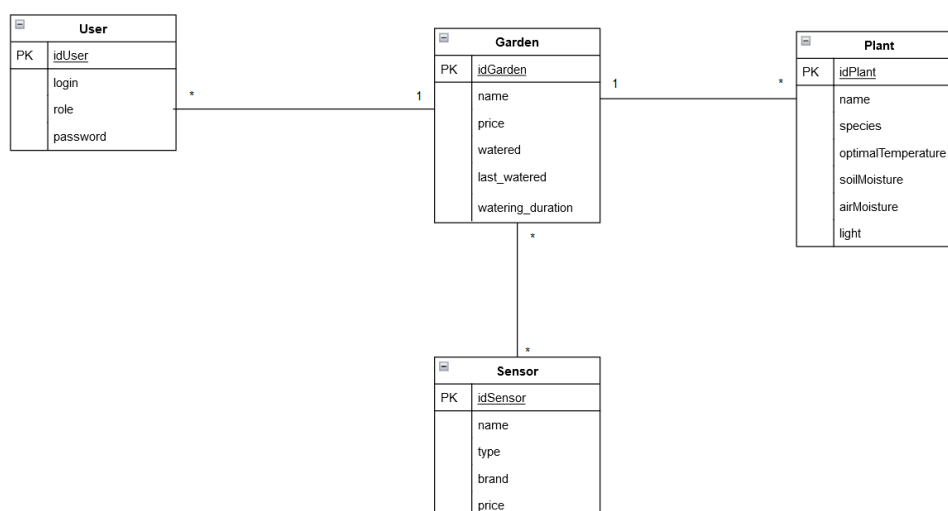 User
PK idUser
login
role
password
* 1
Garden
PK idGarden
name
price
watered
last_watered
watering_duration
1 *
Plant
PK idPlant
name
species
optimalTemperature
soilMoisture
airMoisture
light
*
*
Sensor
PK idSensor
name
type
brand
price